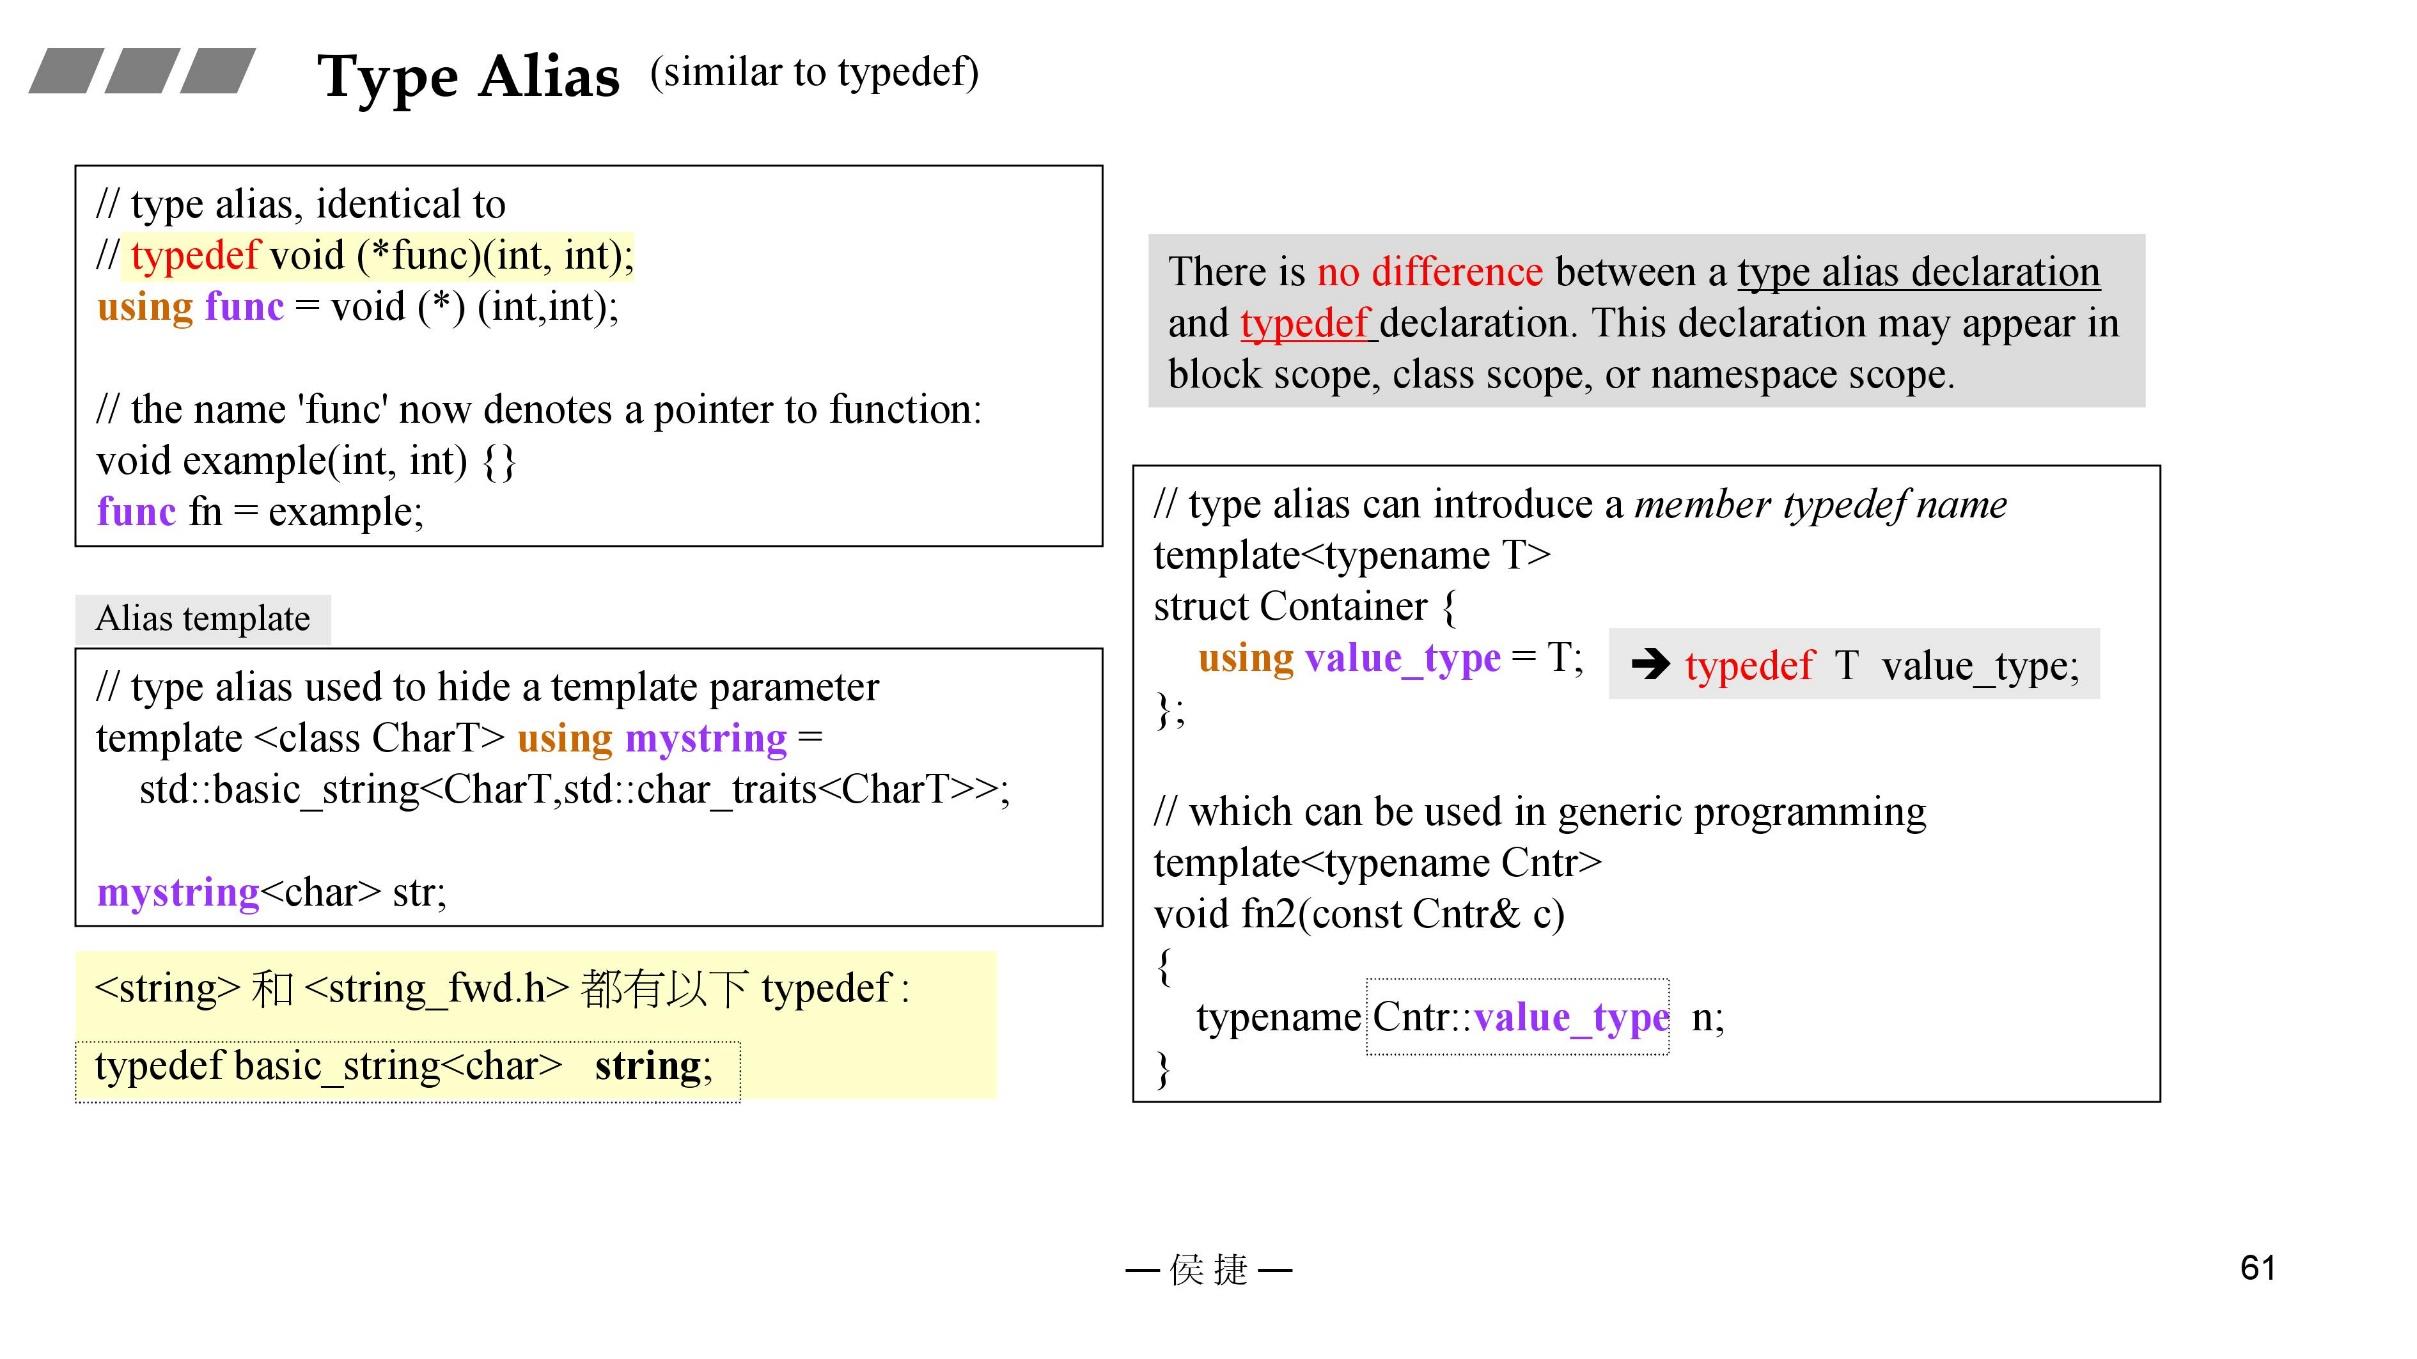 Type Alias (similar to typedef)
// type alias, identical to
// typedef void (*func)(int, int);
using func = void (*) (int,int);
// the name 'func' now denotes a pointer to function:
void example(int, int) {}
func fn = example;
Alias template
// type alias used to hide a template parameter
template <class CharT> using mystring =
std::basic_string<CharT,std::char_traits<CharT>>;
mystring<char> str;
<string> 和 <string_fwd.h> 都有以下 typedef :
typedef basic_string<char> string;
There is no difference between a type alias declaration
and typedef declaration. This declaration may appear in
block scope, class scope, or namespace scope.
// type alias can introduce a member typedef name
template<typename T>
struct Container {
using value_type = T; ➔ typedef T value_type;
};
// which can be used in generic programming
template<typename Cntr>
void fn2(const Cntr& c)
{
typename Cntr::value_type n;
}
— 侯 捷 —
61